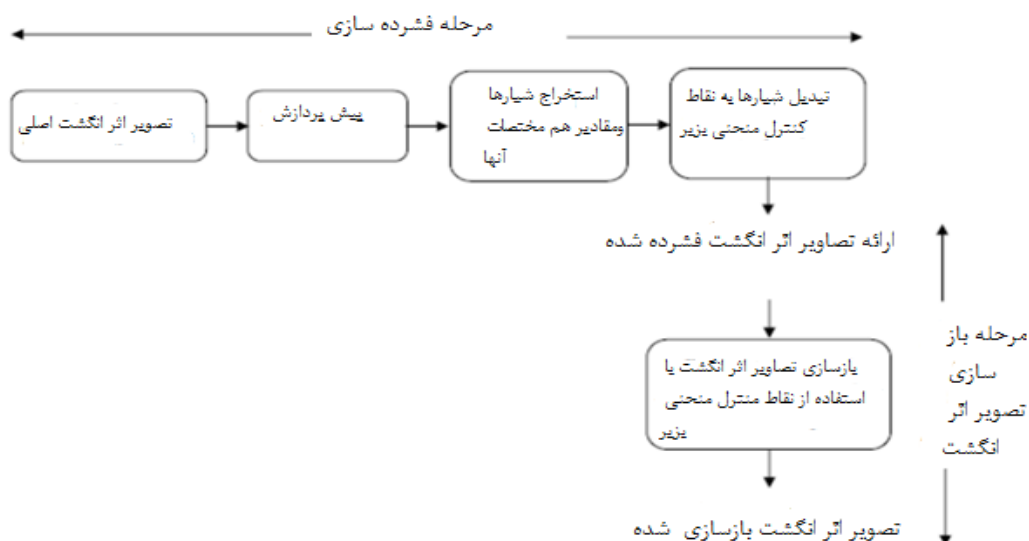 مرحله فشرده سازی
تصویر اثر انگشت اصلی
پیش پردازش
استخراج شیارها
ومقادیر هم مختصات
آنها
تبدیل شیارها به نقاط
کنترل منحنی بزیر
ارائه تصاویر اثر انگشت فشرده شده
بازسازی تصاویر اثر انگشت با
استفاده از نقاط منترل منحنی
بزیر
مرحله باز
سازی
تصویر اثر
انگشت
تصویر اثر انگشت بازسازی شده